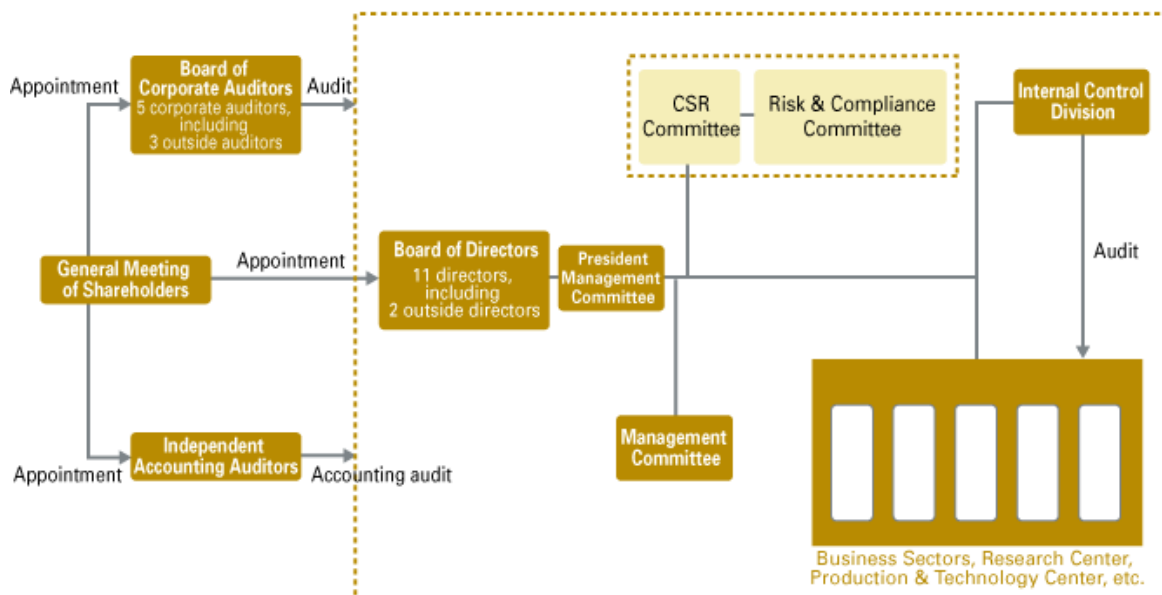 Appointment
Board of
Corporate Auditors
5 corporate auditors,
including
3 outside auditors
Audit
CSR
Committee
Risk & Compliance
Committee
Internal Control
Division
General Meeting
of Shareholders
Appointment
Board of Directors
11 directors,
including
2 outside directors
President
Management
Committee
Audit
Management
Committee
Appointment
Independent
Accounting Auditors
Accounting audit
Business Sectors, Research Center,
Production & Technology Center, etc.